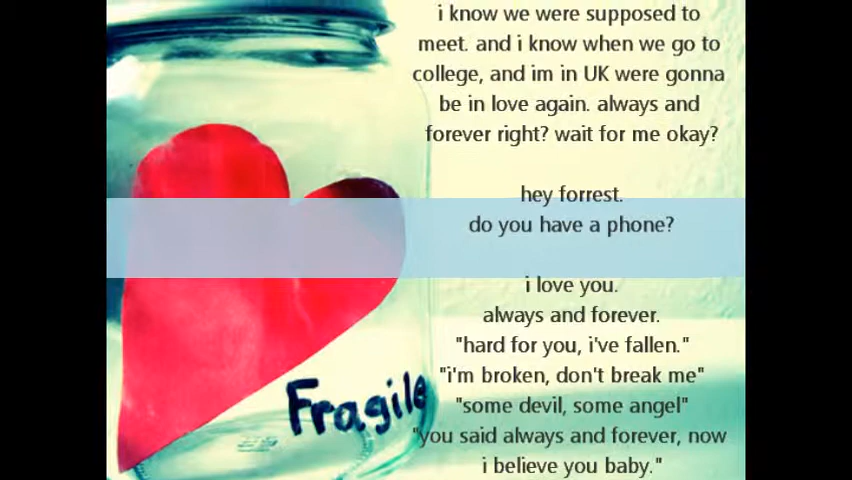 i know we were supposed to
meet. and i know when we go to
college, and im in UK were gonna
be in love again. always and
forever right? wait for me okay?
hey forrest.
do you have a phone?
i love you.
always and forever.
"hard for you, i've fallen."
"i'm broken, don't break me"
"some devil, some angel"
"you said always and forever, now
i believe you baby."
Fragile